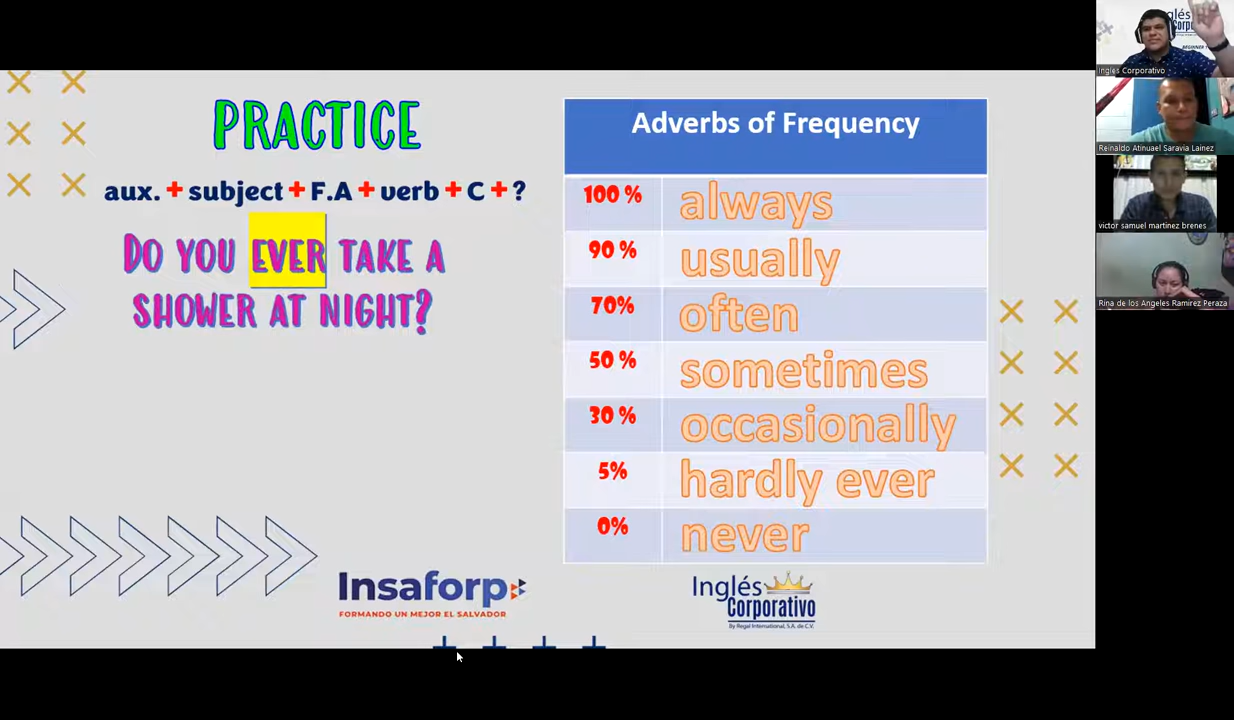 PRACTICE
aux. + subject + F.A + verb + C + ?
DO YOU EVER TAKE A
SHOWER AT NIGHT?
Adverbs of Frequency
100 % always
90 % usually
70% often
50 % sometimes
30 % occasionally
5% hardly ever
0% never
Insaforp
FORMANDO UN MEJOR EL SALVADOR
Inglés
Corporativo
By Regal International, S.A. de C.V.
Inglés Corporativo
Reinaldo Atinuael Saravia Lainez
victor samuel martinez brenes
Rina de los Angeles Ramirez Peraza